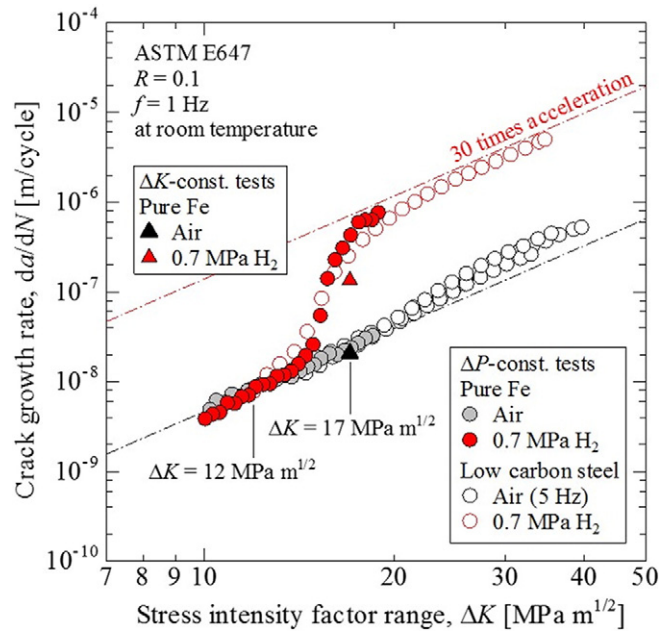 10⁻⁴
10⁻⁵
10⁻⁶
10⁻⁷
10⁻⁸
10⁻⁹
10⁻¹⁰
Crack growth rate, da/dN [m/cycle]
ASTM E647
R = 0.1
f = 1 Hz
at room temperature
ΔK-const. tests
Pure Fe
Air
0.7 MPa H₂
30 times acceleration
ΔK = 17 MPa m^{1/2}
ΔK = 12 MPa m^{1/2}
ΔP-const. tests
Pure Fe
Air
0.7 MPa H₂
Low carbon steel
Air (5 Hz)
0.7 MPa H₂
7 8 9 10 20 30 40 50
Stress intensity factor range, ΔK [MPa m^{1/2}]